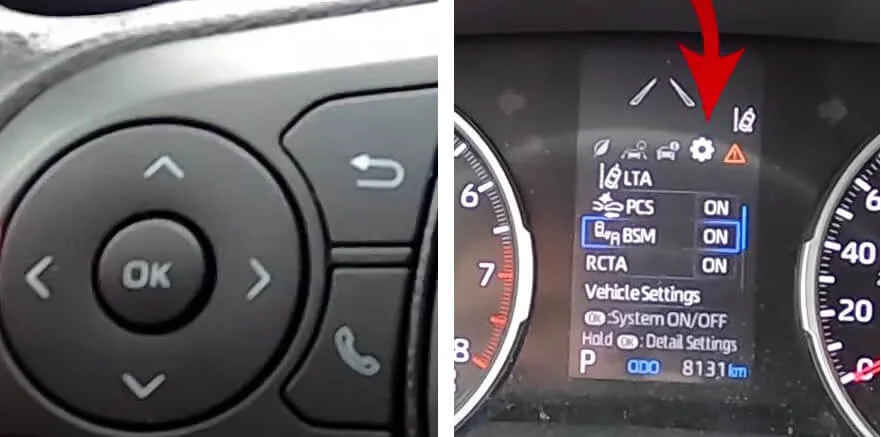 OK
LTA
PCS ON
BSM ON
RCTA ON
Vehicle Settings
OK :System ON/OFF
Hold OK : Detail Settings
P ODO 8131 km
6
7
8
6
40
20
0